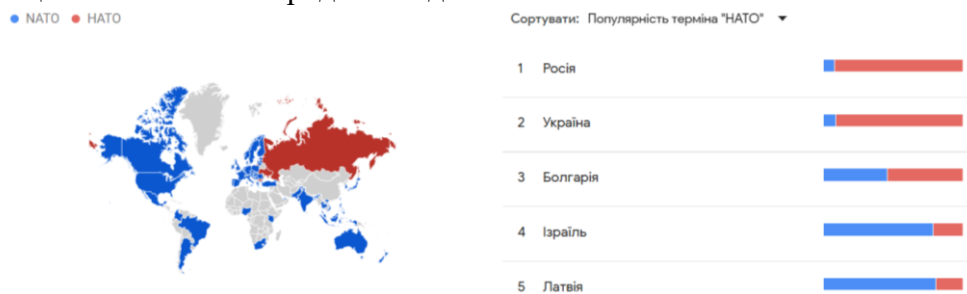 NATO НАТО
Сортувати: Популярність терміна "НАТО"
1 Росія
2 Україна
3 Болгарія
4 Ізраїль
5 Латвія